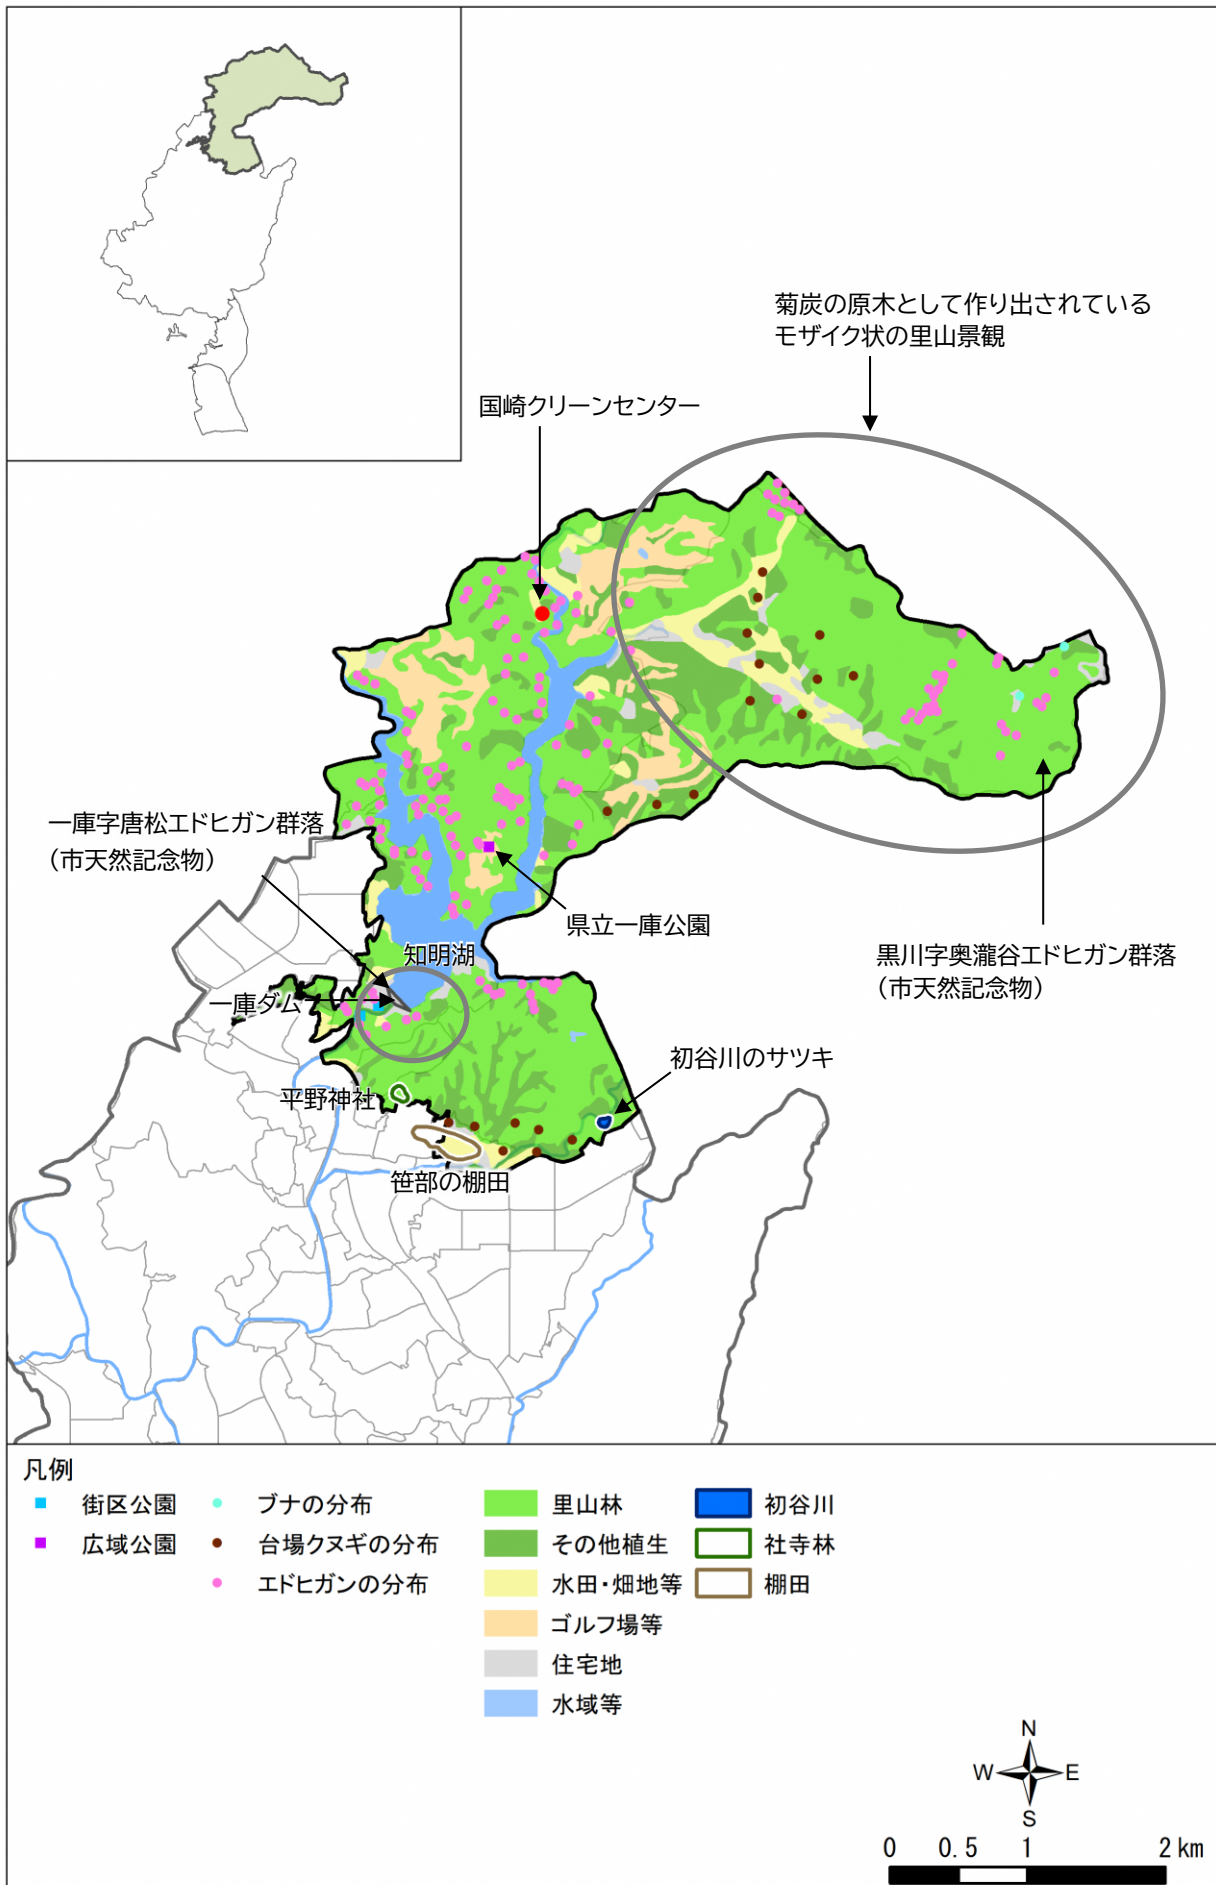 菊炭の原木として作り出されている
モザイク状の里山景観
国崎クリーンセンター
一庫字唐松エドヒガン群落
（市天然記念物）
県立一庫公園
知明湖
黒川字奥瀧谷エドヒガン群落
（市天然記念物）
一庫ダム
初谷川のサツキ
平野神社
笹部の棚田
凡例
街区公園
広域公園
ブナの分布
台場クヌギの分布
エドヒガンの分布
里山林
その他植生
水田・畑地等
ゴルフ場等
住宅地
水域等
初谷川
社寺林
棚田
N
W E
S
0 0.5 1 2 km